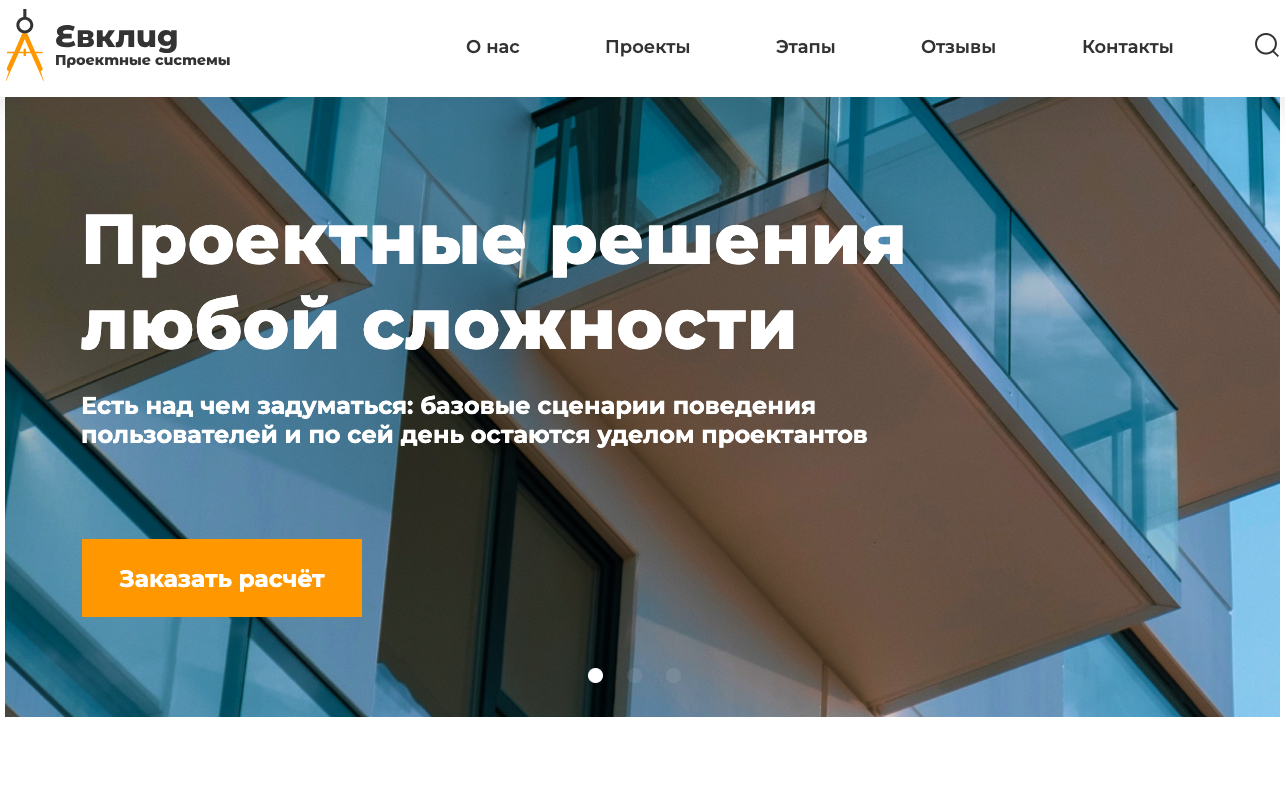 Евклид
Проектные системы
О нас
Проекты
Этапы
Отзывы
Контакты
Проектные решения
любой сложности
Есть над чем задуматься: базовые сценарии поведения
пользователей и по сей день остаются уделом проектантов
Заказать расчёт